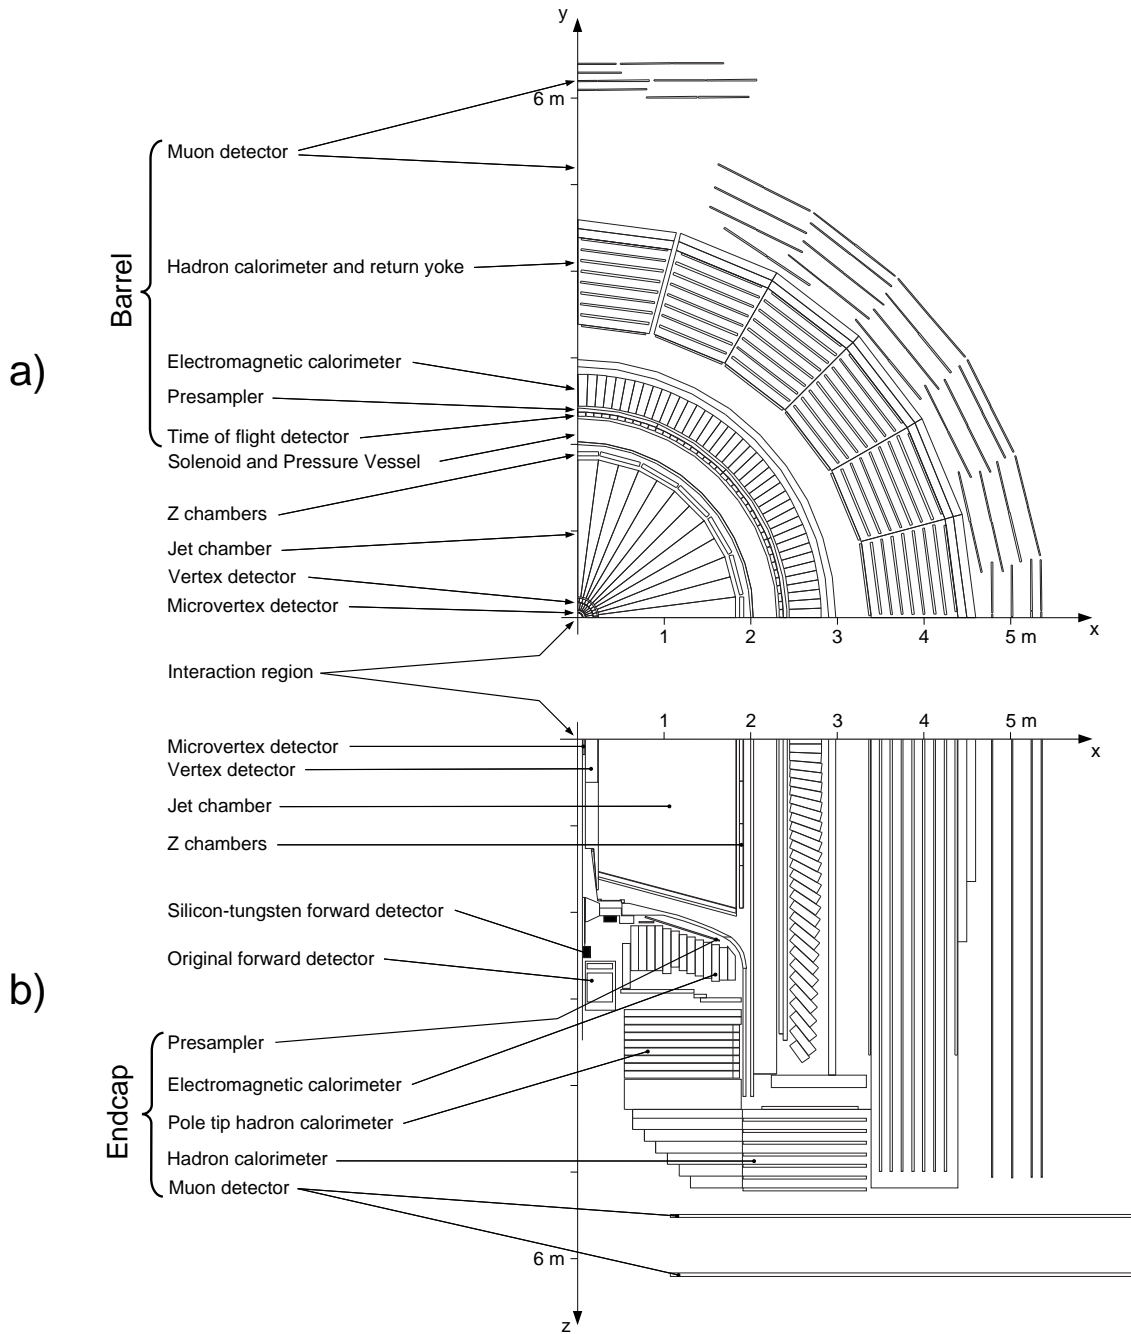 y
6 m
Muon detector
Hadron calorimeter and return yoke
Barrel
a)
Electromagnetic calorimeter
Presampler
Time of flight detector
Solenoid and Pressure Vessel
Z chambers
Jet chamber
Vertex detector
Microvertex detector
1 2 3 4 5 m
x
Interaction region
1 2 3 4 5 m
x
Microvertex detector
Vertex detector
Jet chamber
Z chambers
Silicon-tungsten forward detector
Original forward detector
b)
Endcap
Presampler
Electromagnetic calorimeter
Pole tip hadron calorimeter
Hadron calorimeter
Muon detector
6 m
z